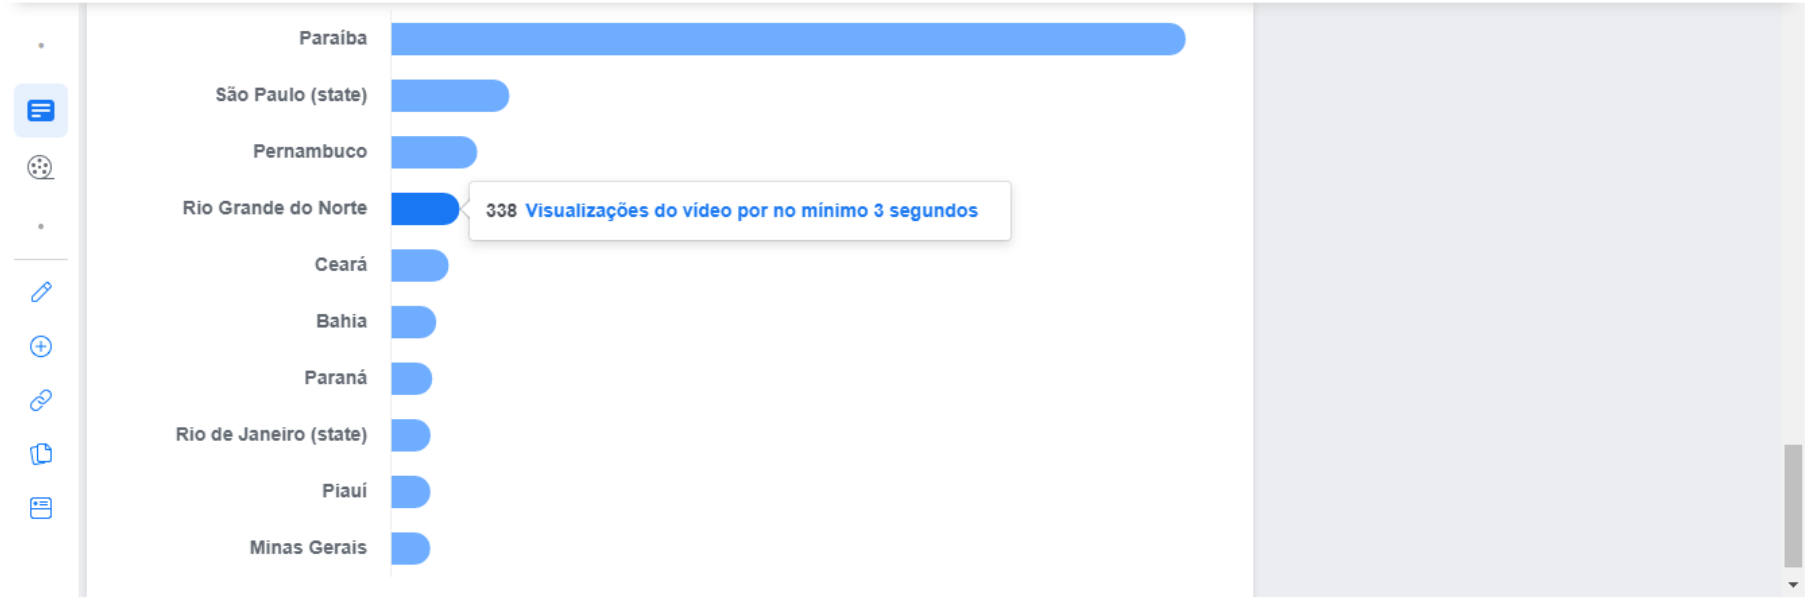 Paraíba
São Paulo (state)
Pernambuco
Rio Grande do Norte
338 Visualizações do vídeo por no mínimo 3 segundos
Ceará
Bahia
Paraná
Rio de Janeiro (state)
Piauí
Minas Gerais